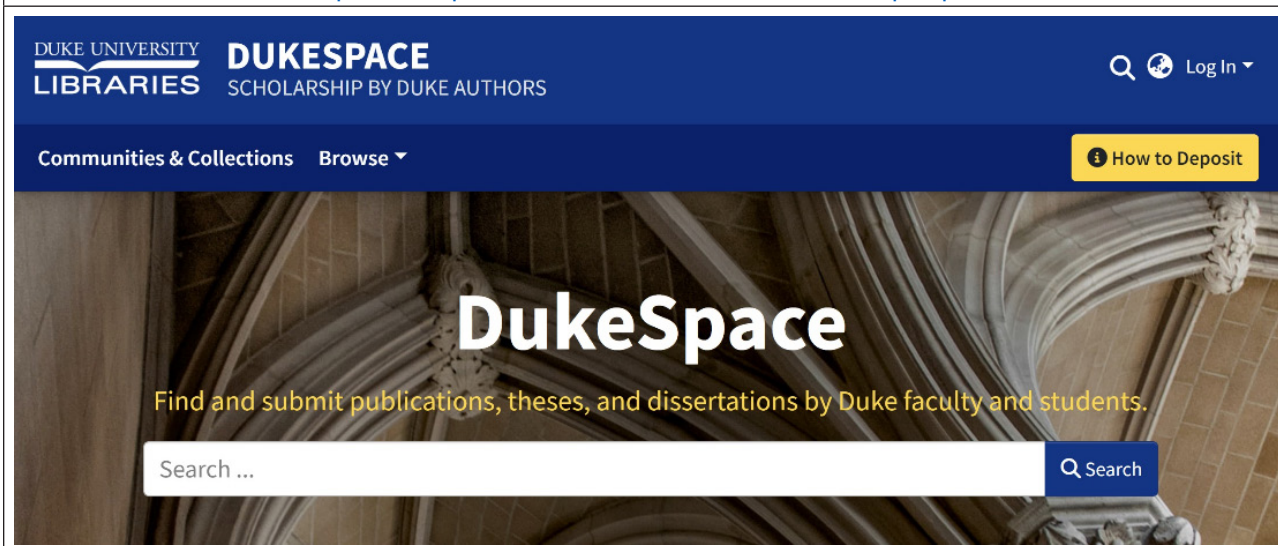 DUKE UNIVERSITY
LIBRARIES
DUKESPACE
SCHOLARSHIP BY DUKE AUTHORS
Log In
Communities & Collections
Browse
How to Deposit
DukeSpace
Find and submit publications, theses, and dissertations by Duke faculty and students.
Search ...
Search